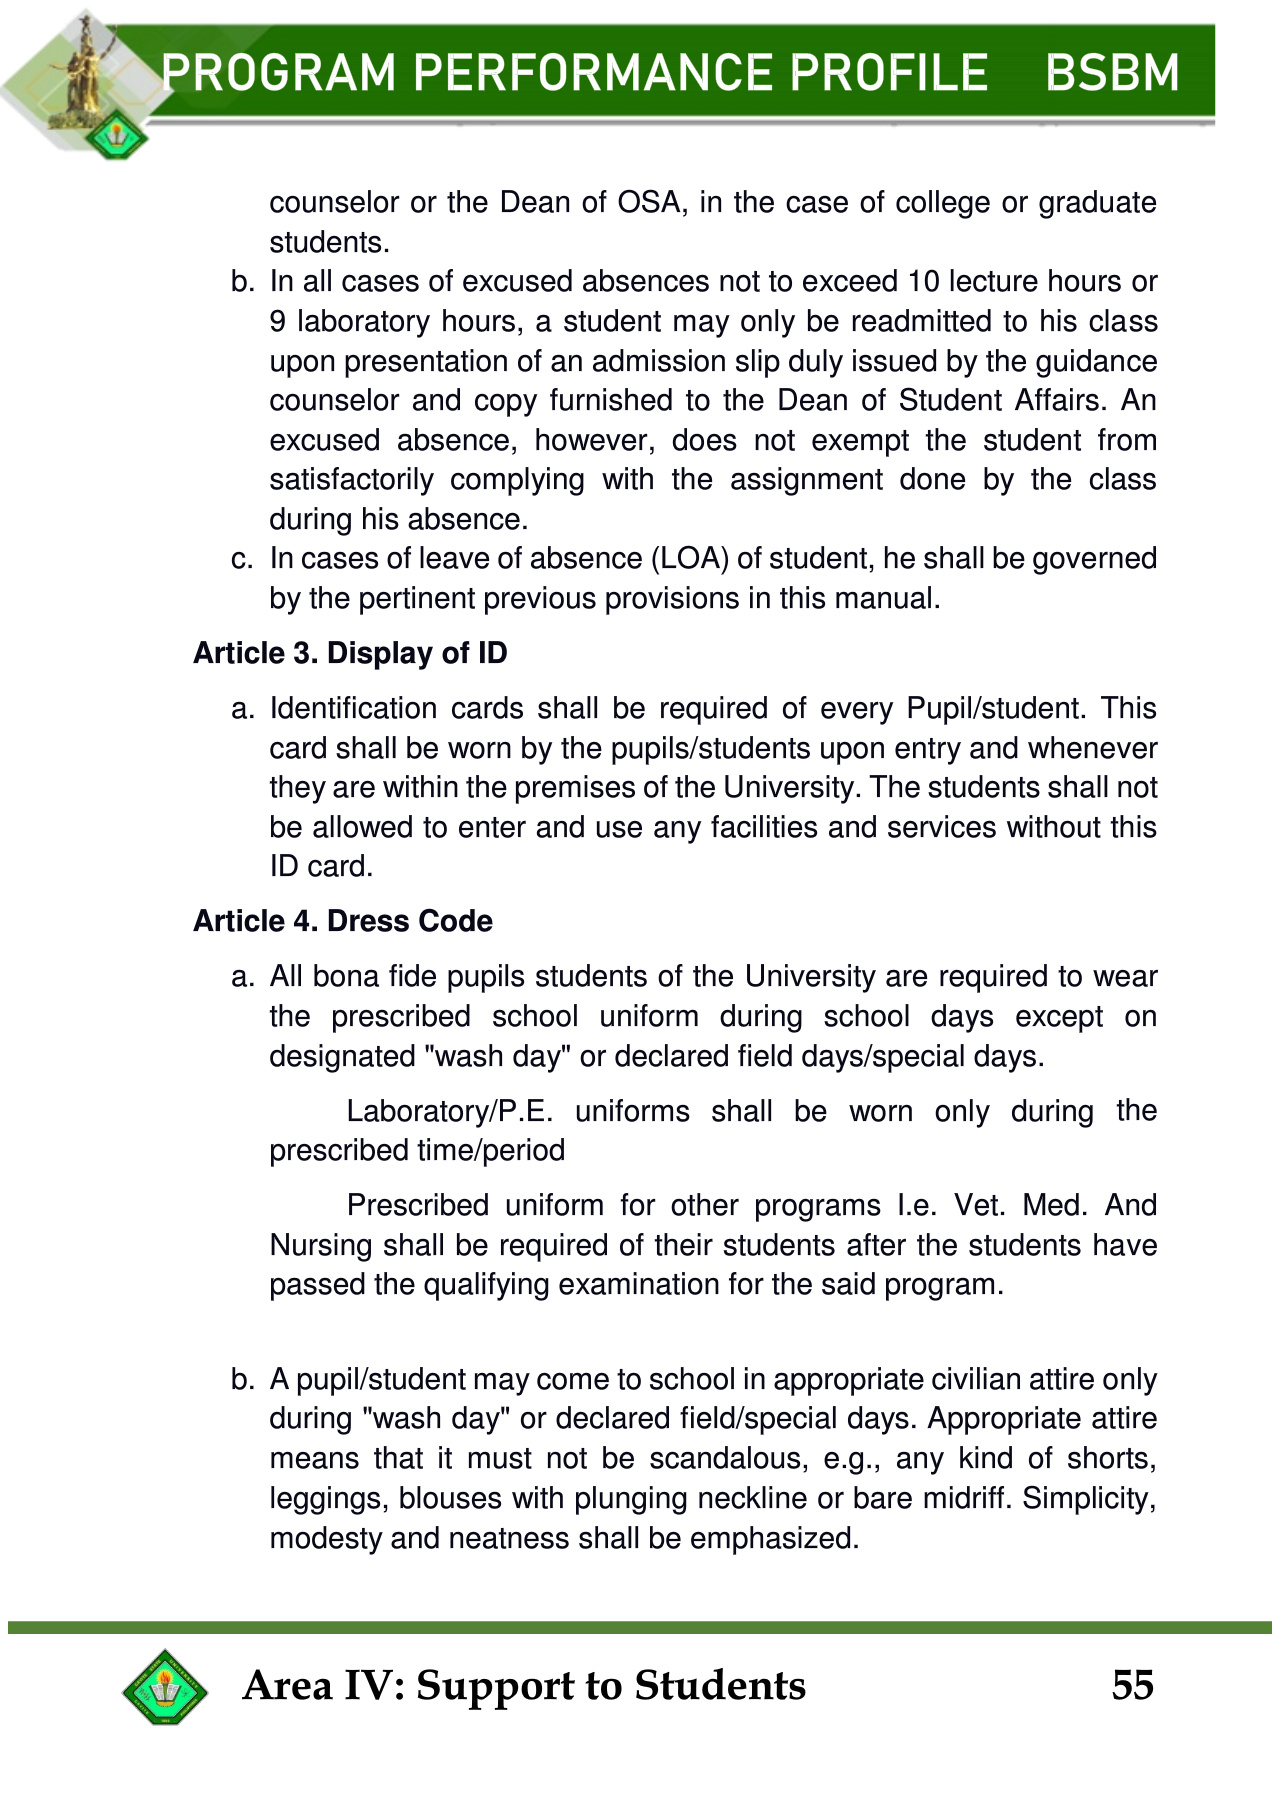 PROGRAM PERFORMANCE PROFILE BSBM
counselor or the Dean of OSA, in the case of college or graduate
students.
b. In all cases of excused absences not to exceed 10 lecture hours or
9 laboratory hours, a student may only be readmitted to his class
upon presentation of an admission slip duly issued by the guidance
counselor and copy furnished to the Dean of Student Affairs. An
excused absence, however, does not exempt the student from
satisfactorily complying with the assignment done by the class
during his absence.
c. In cases of leave of absence (LOA) of student, he shall be governed
by the pertinent previous provisions in this manual.
Article 3. Display of ID
a. Identification cards shall be required of every Pupil/student. This
card shall be worn by the pupils/students upon entry and whenever
they are within the premises of the University. The students shall not
be allowed to enter and use any facilities and services without this
ID card.
Article 4. Dress Code
a. All bona fide pupils students of the University are required to wear
the prescribed school uniform during school days except on
designated "wash day" or declared field days/special days.
Laboratory/P.E. uniforms shall be worn only during the
prescribed time/period
Prescribed uniform for other programs I.e. Vet. Med. And
Nursing shall be required of their students after the students have
passed the qualifying examination for the said program.
b. A pupil/student may come to school in appropriate civilian attire only
during "wash day" or declared field/special days. Appropriate attire
means that it must not be scandalous, e.g., any kind of shorts,
leggings, blouses with plunging neckline or bare midriff. Simplicity,
modesty and neatness shall be emphasized.
Area IV: Support to Students 55